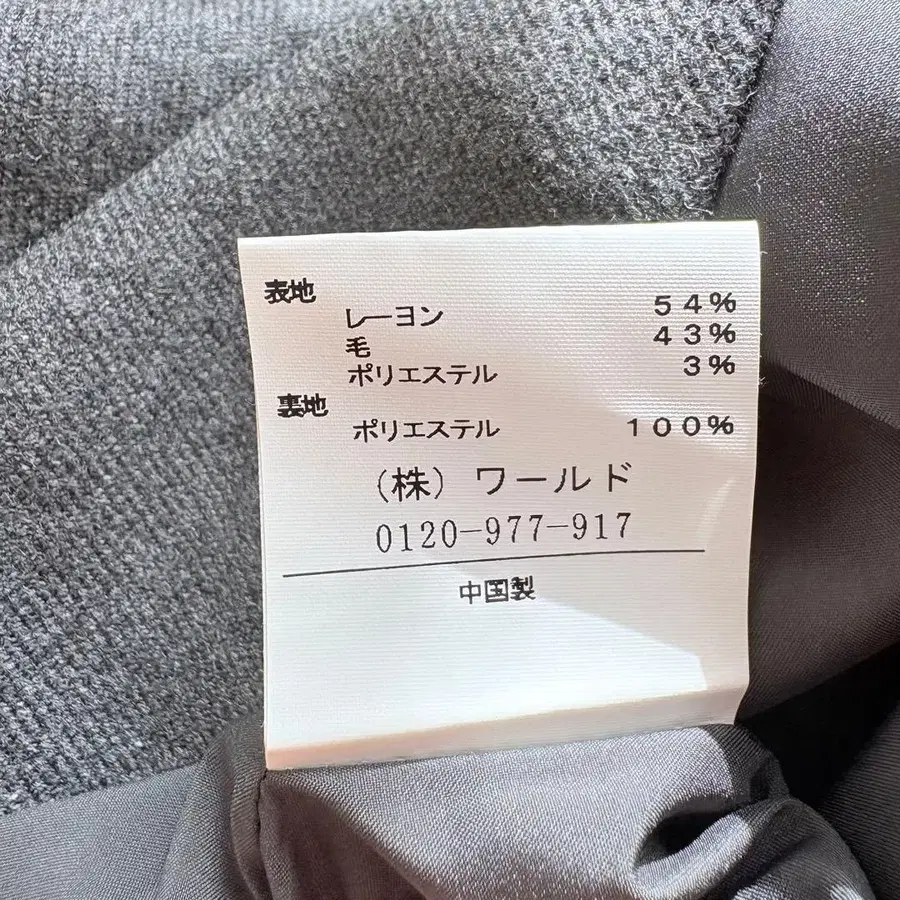 表地
レーヨン 54%
毛 43%
ポリエステル 3%
裏地
ポリエステル 100%
(株) ワールド
0120-977-917
中国製